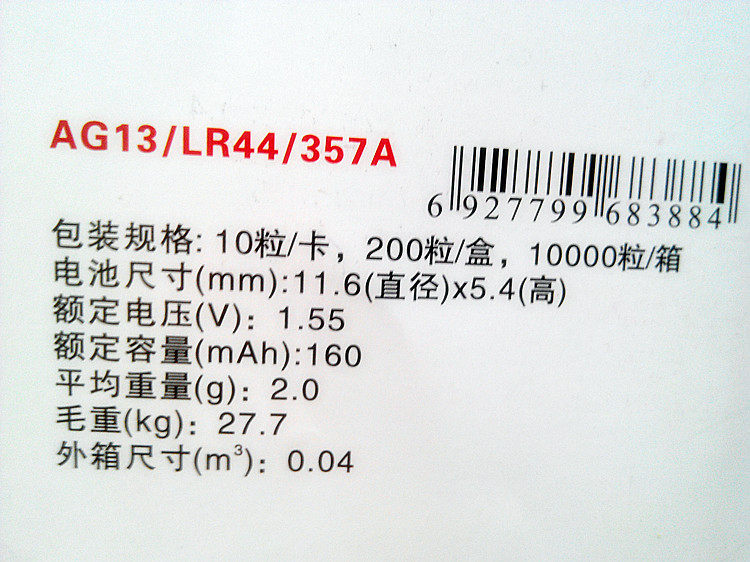 AG13/LR44/357A
6 927799 683884
包装规格: 10粒/卡，200粒/盒，10000粒/箱
电池尺寸(mm):11.6(直径)x5.4(高)
额定电压(V)：1.55
额定容量(mAh):160
平均重量(g)：2.0
毛重(kg)：27.7
外箱尺寸(m³)：0.04